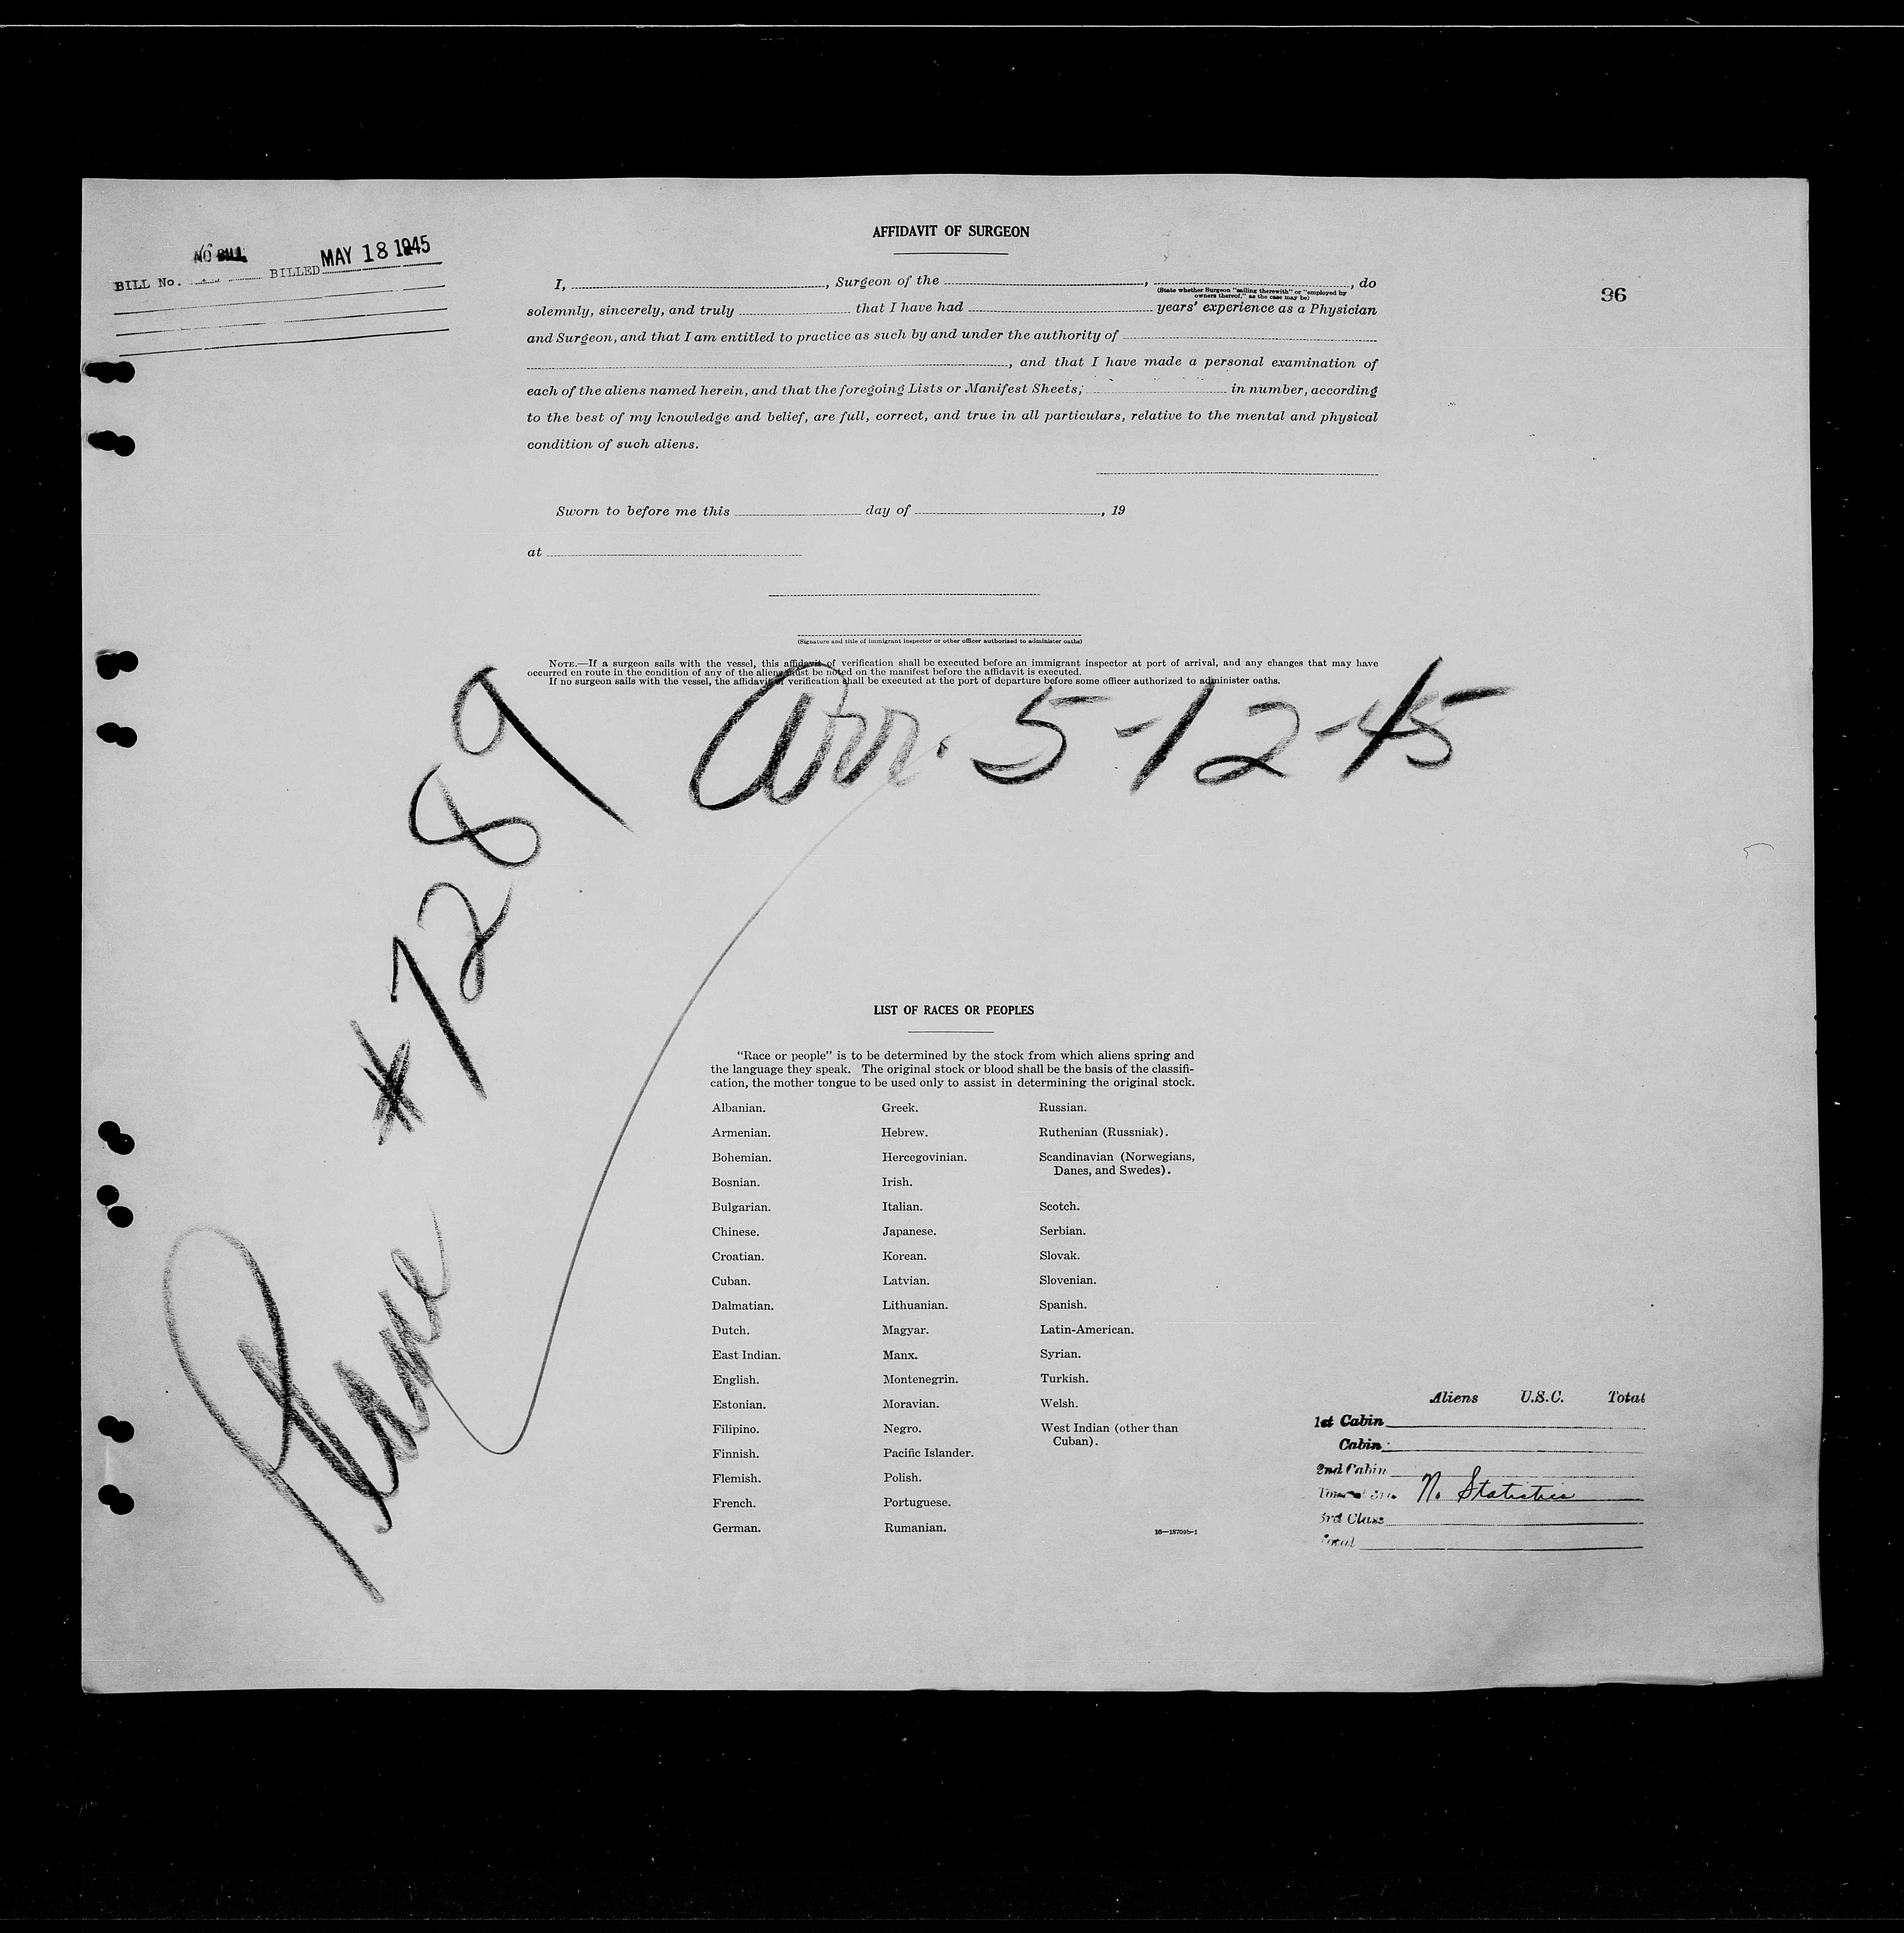 NO BILL
BILL No. BILLED MAY 18 1945
96
AFFIDAVIT OF SURGEON
I, , Surgeon of the , , do
(State whether Surgeon "sailing therewith" or "employed by owners thereof," as the case may be)
solemnly, sincerely, and truly that I have had years' experience as a Physician
and Surgeon, and that I am entitled to practice as such by and under the authority of
, and that I have made a personal examination of
each of the aliens named herein, and that the foregoing Lists or Manifest Sheets, in number, according
to the best of my knowledge and belief, are full, correct, and true in all particulars, relative to the mental and physical
condition of such aliens.
Sworn to before me this day of , 19
at
(Signature and title of immigrant inspector or other officer authorized to administer oaths)
NOTE.—If a surgeon sails with the vessel, this affidavit of verification shall be executed before an immigrant inspector at port of arrival, and any changes that may have
occurred en route in the condition of any of the aliens must be noted on the manifest before the affidavit is executed.
If no surgeon sails with the vessel, the affidavit of verification shall be executed at the port of departure before some officer authorized to administer oaths.
Arr. 5-12-45
Plane #7289
LIST OF RACES OR PEOPLES
"Race or people" is to be determined by the stock from which aliens spring and
the language they speak. The original stock or blood shall be the basis of the classifi-
cation, the mother tongue to be used only to assist in determining the original stock.
Albanian.
Armenian.
Bohemian.
Bosnian.
Bulgarian.
Chinese.
Croatian.
Cuban.
Dalmatian.
Dutch.
East Indian.
English.
Estonian.
Filipino.
Finnish.
Flemish.
French.
German.
Greek.
Hebrew.
Hercegovinian.
Irish.
Italian.
Japanese.
Korean.
Latvian.
Lithuanian.
Magyar.
Manx.
Montenegrin.
Moravian.
Negro.
Pacific Islander.
Polish.
Portuguese.
Rumanian.
Russian.
Ruthenian (Russniak).
Scandinavian (Norwegians,
Danes, and Swedes).
Scotch.
Serbian.
Slovak.
Slovenian.
Spanish.
Latin-American.
Syrian.
Turkish.
Welsh.
West Indian (other than
Cuban).
16—18709b-1
Aliens U.S.C. Total
1st Cabin
Cabin
2nd Cabin
No Statistics
3rd Class
Total